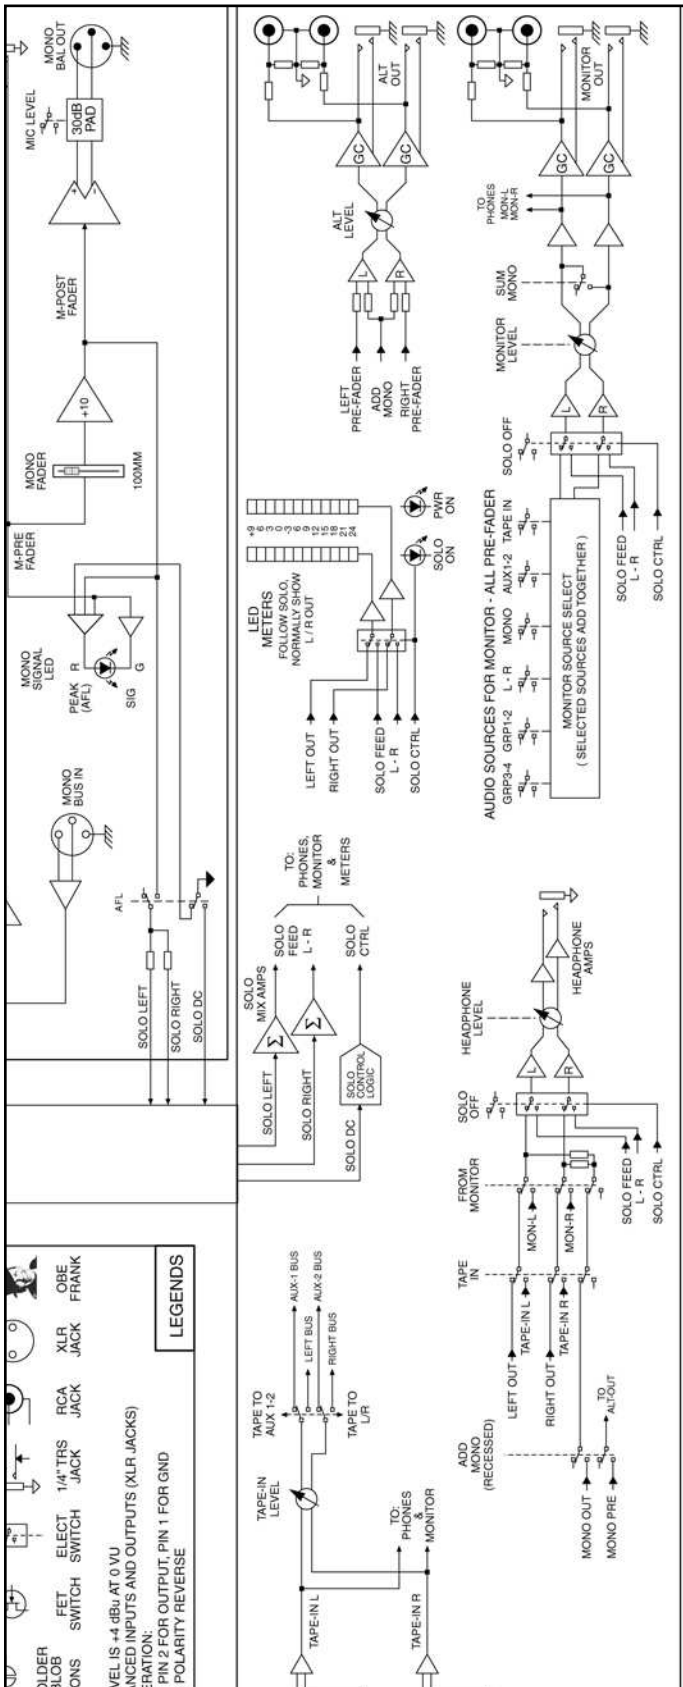 MONO
BAL OUT
MIC LEVEL
30dB
PAD
+
-
M-POST
FADER
+10
MONO
FADER
100MM
M-PRE
FADER
MONO
SIGNAL
LED
R
G
PEAK
(AFL)
SIG
MONO
BUS IN
AFL
SOLO LEFT
SOLO RIGHT
SOLO DC
ALT
OUT
GC
GC
ALT
LEVEL
L
R
LEFT
PRE-FADER
ADD
MONO
RIGHT
PRE-FADER
MONITOR
OUT
GC
GC
TO
PHONES
MON-L
MON-R
SUM
MONO
MONITOR
LEVEL
L
R
SOLO OFF
SOLO FEED
L - R
SOLO CTRL
AUDIO SOURCES FOR MONITOR - ALL PRE-FADER
GRP3-4
GRP1-2
L - R
MONO
AUX1-2
TAPE IN
MONITOR SOURCE SELECT
( SELECTED SOURCES ADD TOGETHER )
+9
6
3
0
-3
6
9
12
15
18
21
24
PWR
ON
SOLO
ON
LED
METERS
FOLLOW SOLO,
NORMALLY SHOW
L / R OUT
LEFT OUT
RIGHT OUT
SOLO FEED
L - R
SOLO CTRL
TO:
PHONES,
MONITOR
&
METERS
SOLO
MIX AMPS
SOLO
FEED
L - R
SOLO
CTRL
Σ
Σ
SOLO
CONTROL
LOGIC
SOLO LEFT
SOLO RIGHT
SOLO DC
HEADPHONE
AMPS
HEADPHONE
LEVEL
L
R
SOLO
OFF
SOLO FEED
L - R
SOLO CTRL
FROM
MONITOR
MON-L
MON-R
TAPE
IN
LEFT OUT
TAPE-IN L
RIGHT OUT
TAPE-IN R
ADD
MONO
(RECESSED)
TO
ALT-OUT
MONO OUT
MONO PRE
AUX-1 BUS
LEFT BUS
AUX-2 BUS
RIGHT BUS
TAPE TO
AUX 1-2
TAPE TO
L/R
TAPE-IN
LEVEL
TO:
PHONES
&
MONITOR
TAPE-IN L
TAPE-IN R
OLDER
BLOB
ONS
FET
SWITCH
ELECT
SWITCH
1/4" TRS
JACK
RCA
JACK
XLR
JACK
OBE
FRANK
LEGENDS
VEL IS +4 dBu AT 0 VU
ANCED INPUTS AND OUTPUTS (XLR JACKS)
ERATION:
PIN 2 FOR OUTPUT, PIN 1 FOR GND
POLARITY REVERSE